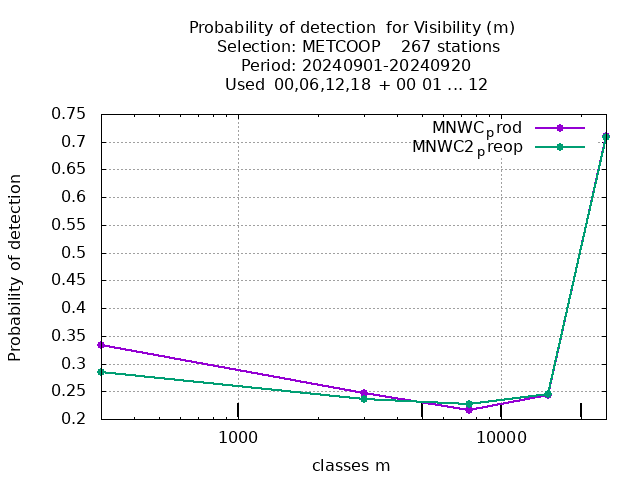 Probability of detection  for Visibility (m)
Selection: METCOOP    267 stations
Period: 20240901-20240920
Used  00,06,12,18 + 00 01 ... 12
0.75
0.7
0.65
0.6
0.55
0.5
0.45
0.4
0.35
0.3
0.25
0.2
Probability of detection
MNWCprod
MNWC2preop
1000
10000
classes m